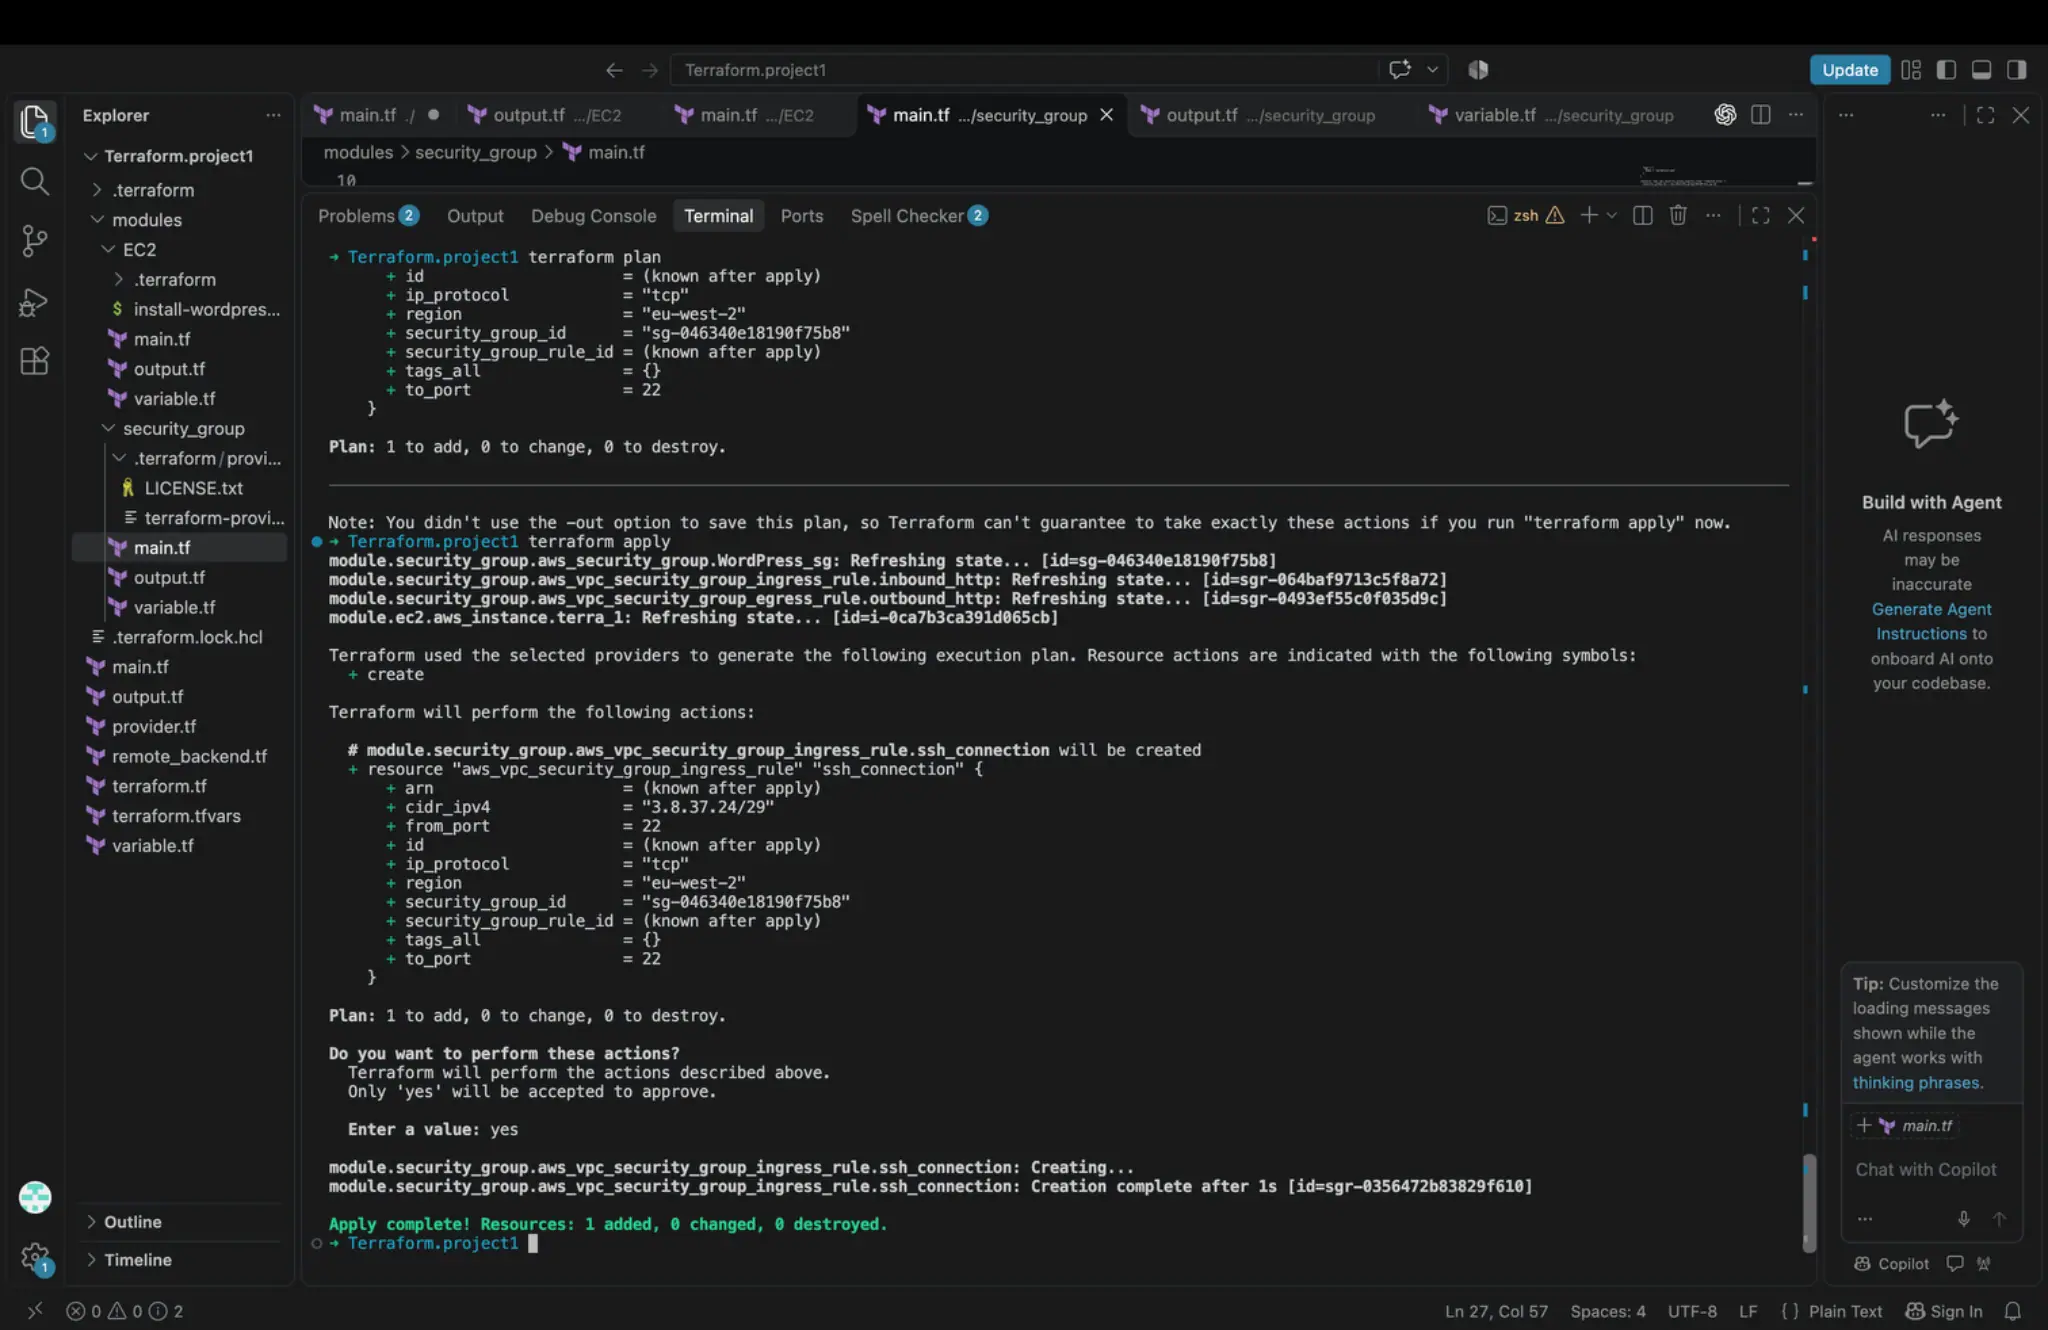 Terraform.project1
Update
Explorer
main.tf ./
output.tf .../EC2
main.tf .../EC2
main.tf .../security_group
output.tf .../security_group
variable.tf .../security_group
1
Terraform.project1
.terraform
modules
EC2
.terraform
$ install-wordpres...
main.tf
output.tf
variable.tf
security_group
.terraform/provi...
LICENSE.txt
terraform-provi...
main.tf
output.tf
variable.tf
.terraform.lock.hcl
main.tf
output.tf
provider.tf
remote_backend.tf
terraform.tf
terraform.tfvars
variable.tf
Outline
Timeline
1
modules > security_group > main.tf
10
Problems 2 Output Debug Console Terminal Ports Spell Checker 2
zsh
→ Terraform.project1 terraform plan
+ id = (known after apply)
+ ip_protocol = "tcp"
+ region = "eu-west-2"
+ security_group_id = "sg-046340e18190f75b8"
+ security_group_rule_id = (known after apply)
+ tags_all = {}
+ to_port = 22
}
Plan: 1 to add, 0 to change, 0 to destroy.
Note: You didn't use the -out option to save this plan, so Terraform can't guarantee to take exactly these actions if you run "terraform apply" now.
→ Terraform.project1 terraform apply
module.security_group.aws_security_group.WordPress_sg: Refreshing state... [id=sg-046340e18190f75b8]
module.security_group.aws_vpc_security_group_ingress_rule.inbound_http: Refreshing state... [id=sgr-064baf9713c5f8a72]
module.security_group.aws_vpc_security_group_egress_rule.outbound_http: Refreshing state... [id=sgr-0493ef55c0f035d9c]
module.ec2.aws_instance.terra_1: Refreshing state... [id=i-0ca7b3ca391d065cb]
Terraform used the selected providers to generate the following execution plan. Resource actions are indicated with the following symbols:
+ create
Terraform will perform the following actions:
# module.security_group.aws_vpc_security_group_ingress_rule.ssh_connection will be created
+ resource "aws_vpc_security_group_ingress_rule" "ssh_connection" {
+ arn = (known after apply)
+ cidr_ipv4 = "3.8.37.24/29"
+ from_port = 22
+ id = (known after apply)
+ ip_protocol = "tcp"
+ region = "eu-west-2"
+ security_group_id = "sg-046340e18190f75b8"
+ security_group_rule_id = (known after apply)
+ tags_all = {}
+ to_port = 22
}
Plan: 1 to add, 0 to change, 0 to destroy.
Do you want to perform these actions?
Terraform will perform the actions described above.
Only 'yes' will be accepted to approve.
Enter a value: yes
module.security_group.aws_vpc_security_group_ingress_rule.ssh_connection: Creating...
module.security_group.aws_vpc_security_group_ingress_rule.ssh_connection: Creation complete after 1s [id=sgr-0356472b83829f610]
Apply complete! Resources: 1 added, 0 changed, 0 destroyed.
→ Terraform.project1
Build with Agent
AI responses
may be
inaccurate
Generate Agent
Instructions to
onboard AI onto
your codebase.
Tip: Customize the
loading messages
shown while the
agent works with
thinking phrases.
+ main.tf
Chat with Copilot
Copilot
0 0 2
Ln 27, Col 57 Spaces: 4 UTF-8 LF {} Plain Text Sign In